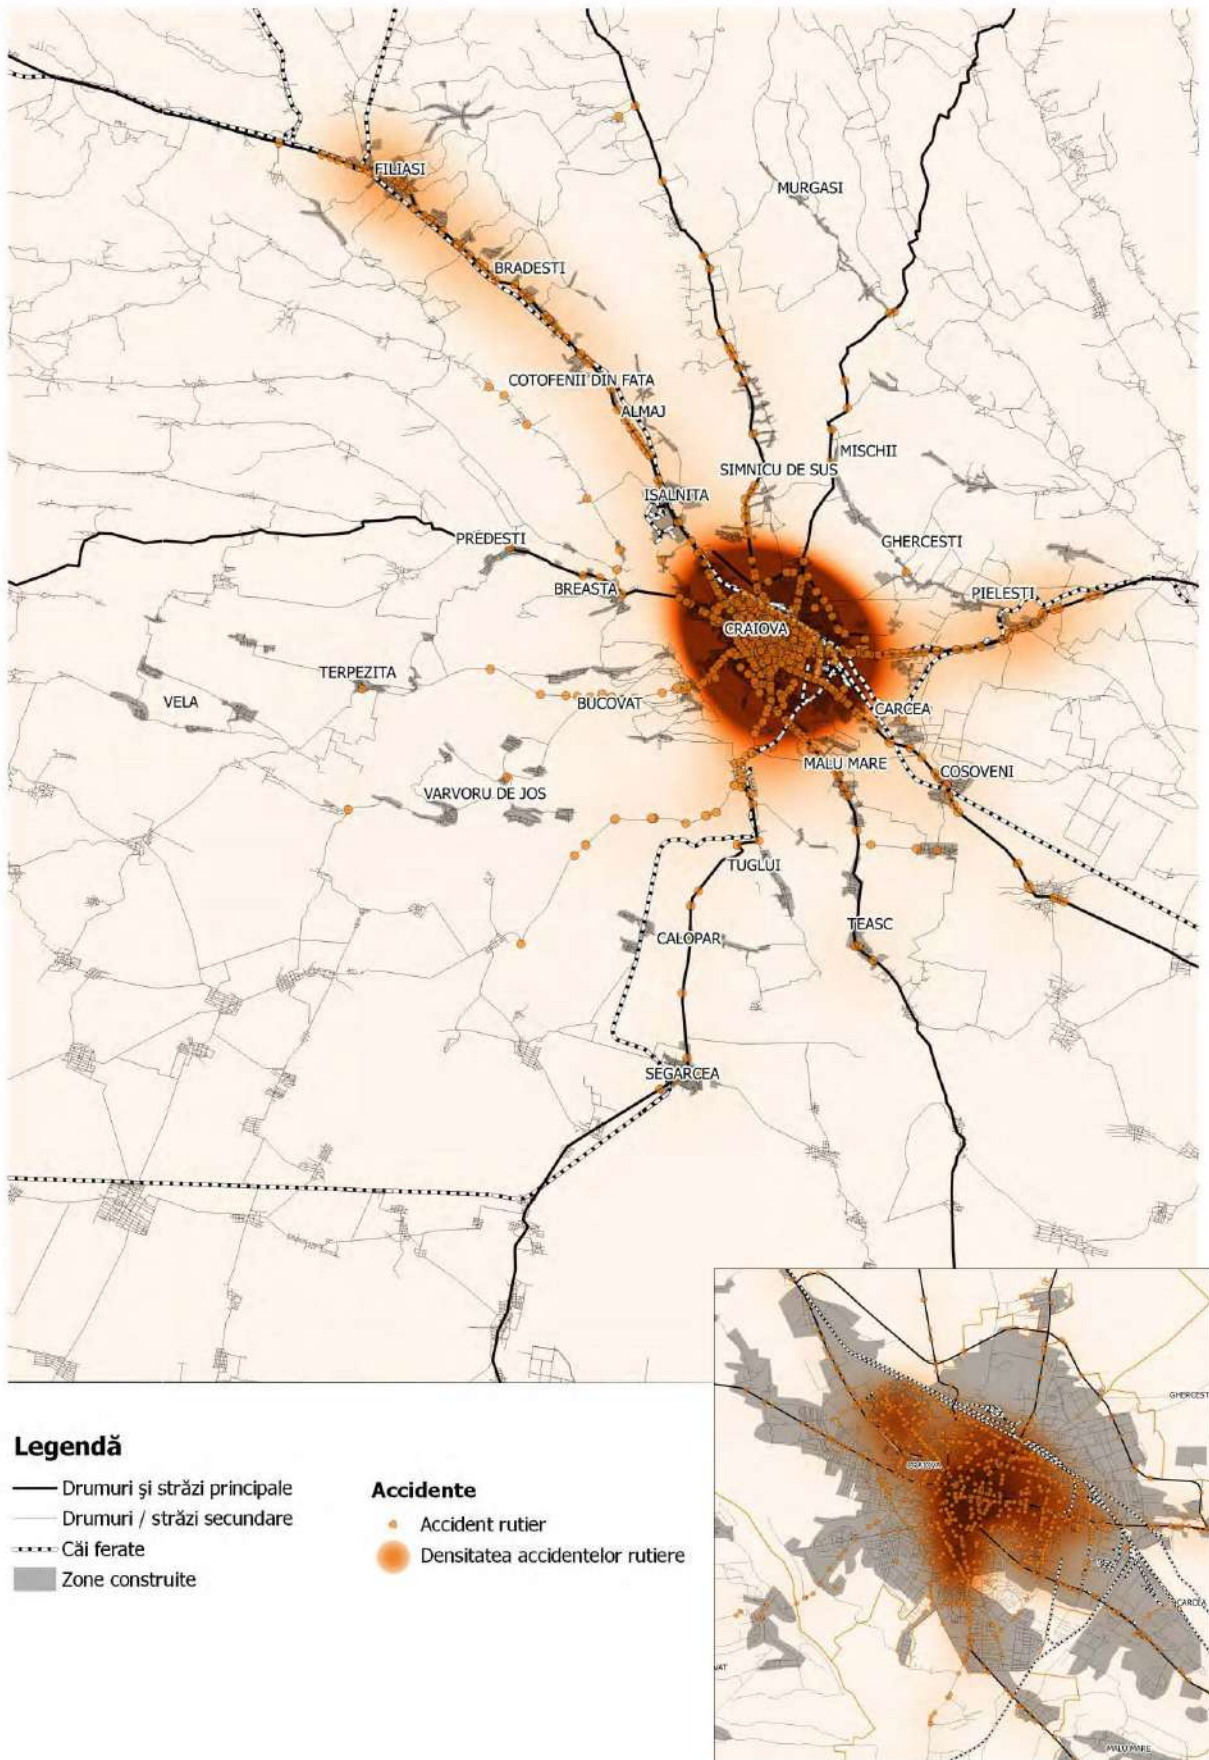 FILIASI
MURGASI
BRADESTI
COTOFENII DIN FATA
ALMAJ
MISCHII
SIMNICU DE SUS
ISALNITA
PREDESTI
GHERCESTI
BREASTA
PIELESTI
CRAIOVA
TERPEZITA
VELA
BUCOVAT
CARCEA
MALU MARE
COSOVENI
VARVORU DE JOS
TUGLUI
TEASC
CALOPAR
SEGARCEA
GHERCEST
CRAIOVA
CARCEA
VAT
MALU MARE
Legendă
Drumuri și străzi principale
Drumuri / străzi secundare
Căi ferate
Zone construite
Accidente
Accident rutier
Densitatea accidentelor rutiere